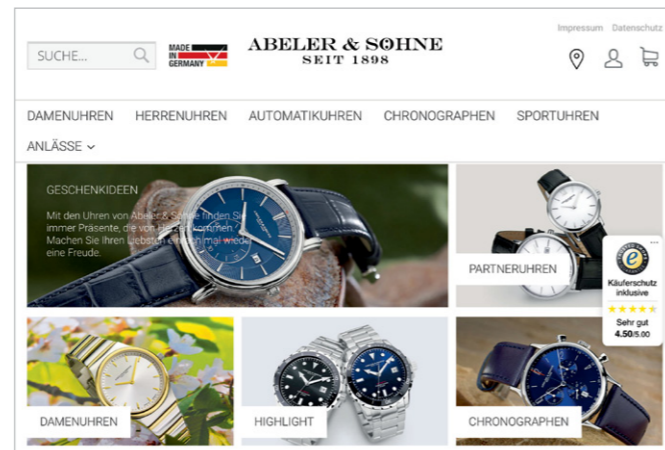 Impressum Datenschutz
SUCHE...
MADE
IN
GERMANY
ABELER & SÖHNE
SEIT 1898
DAMENUHREN HERRENUHREN AUTOMATIKUHREN CHRONOGRAPHEN SPORTUHREN
ANLÄSSE
GESCHENKIDEEN
Mit den Uhren von Abeler & Söhne finden Sie
immer Präsente, die von Herzen kommen.
Machen Sie Ihren Liebsten einfach mal wieder
eine Freude.
PARTNERUHREN
e
Käuferschutz
inklusive
Sehr gut
4.50/5.00
DAMENUHREN
HIGHLIGHT
CHRONOGRAPHEN